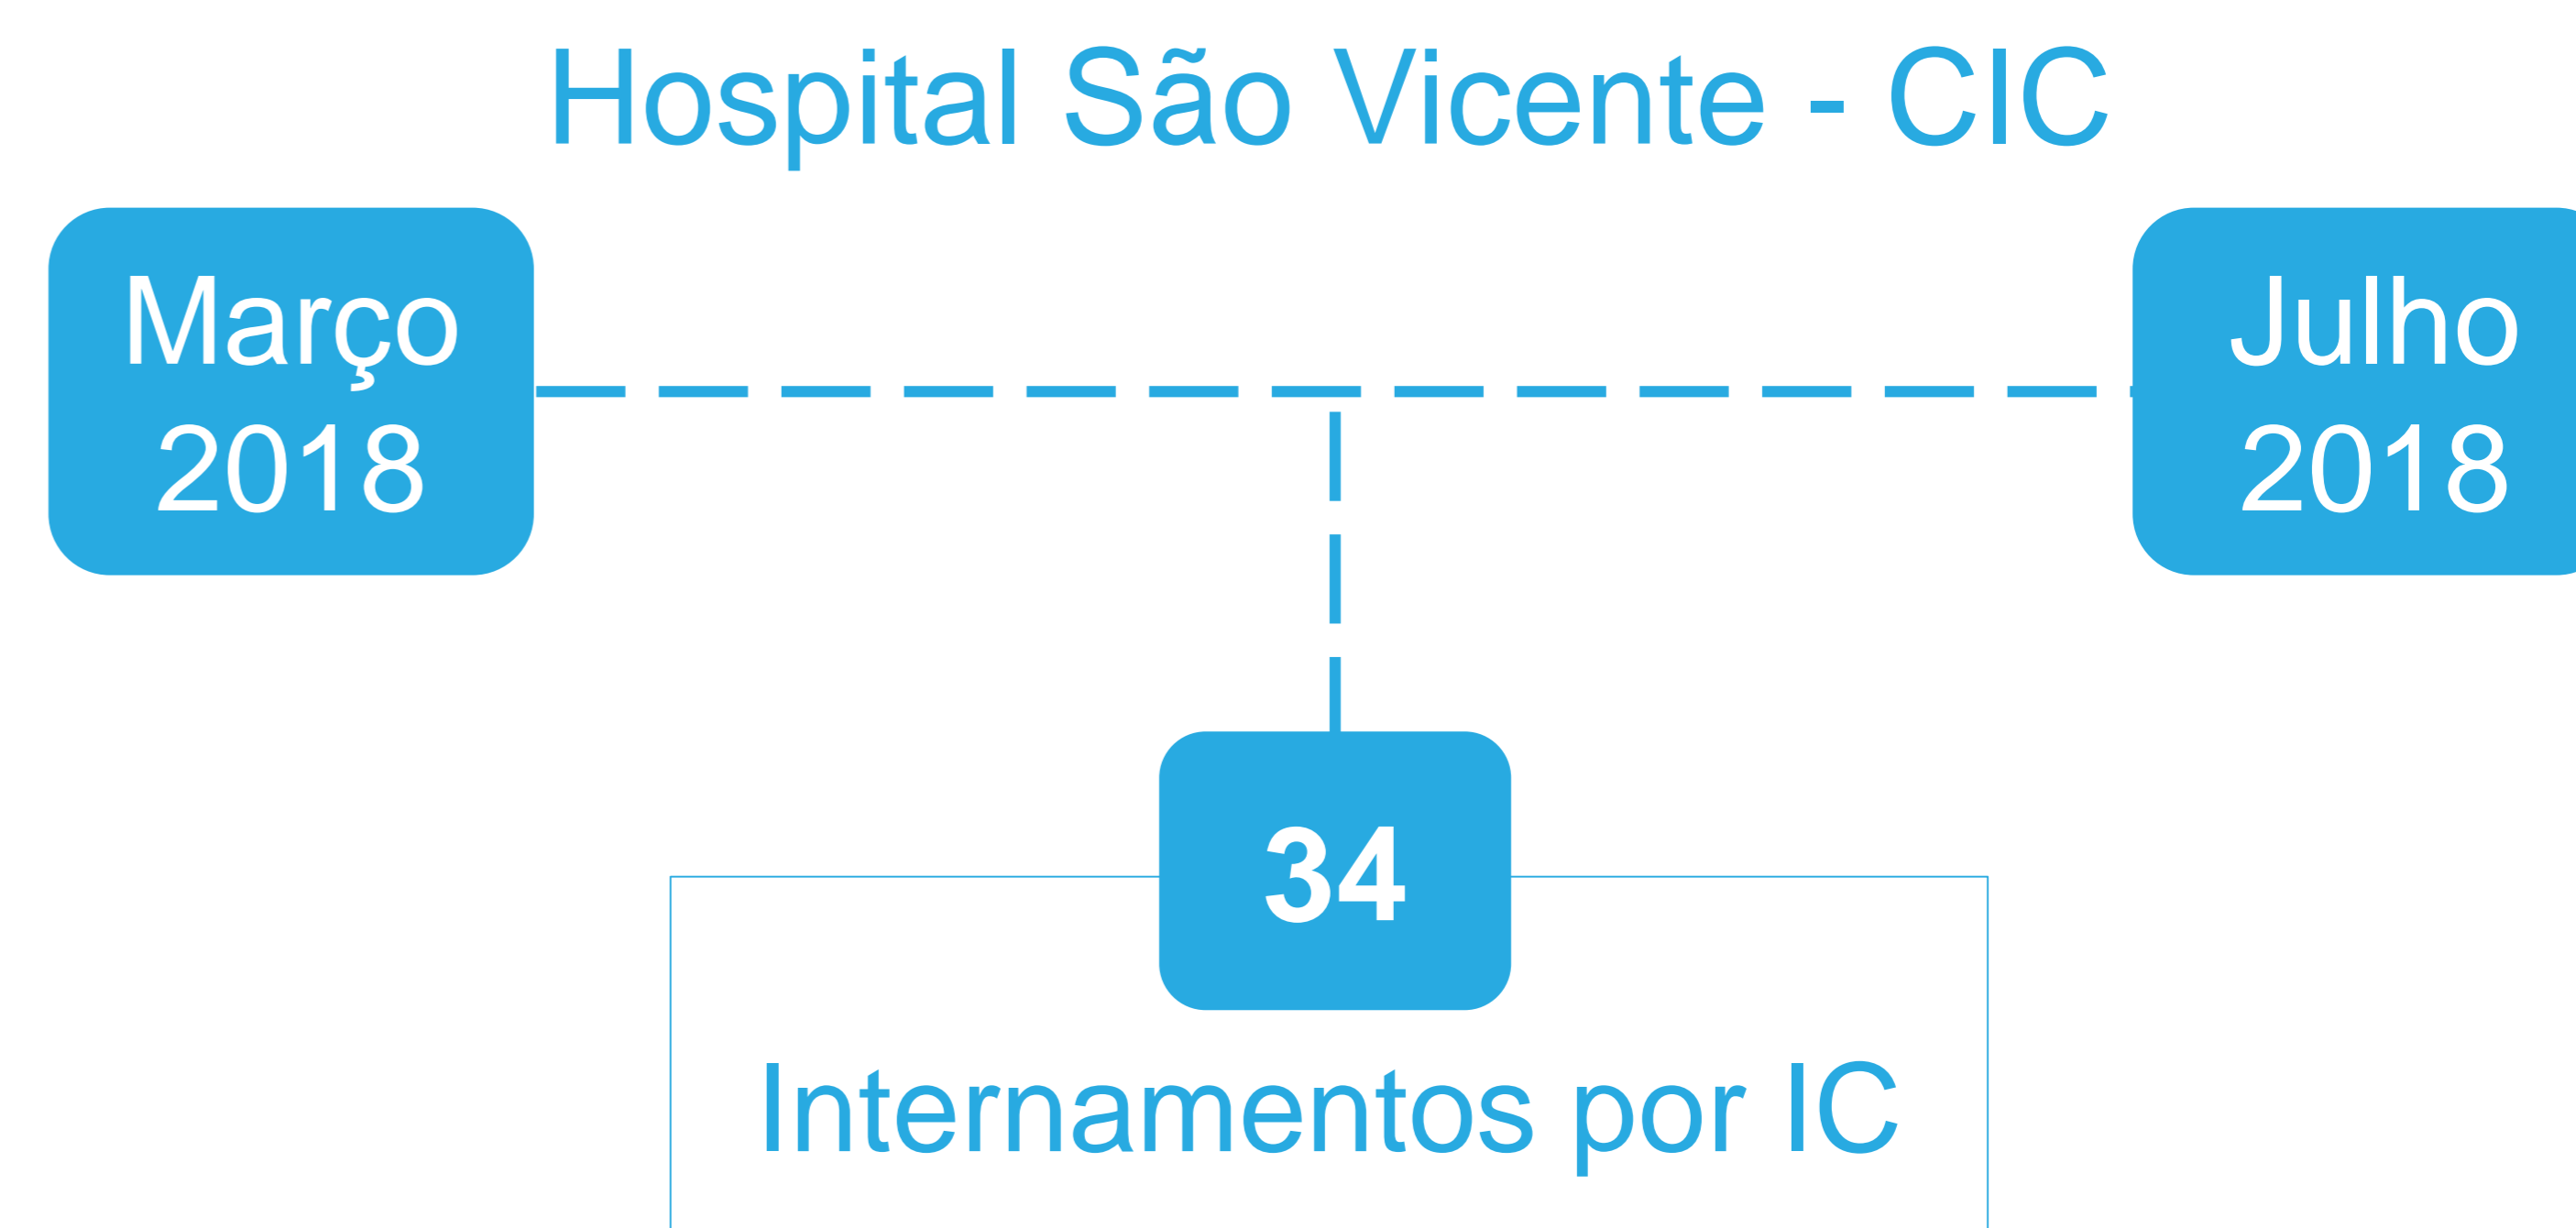 Hospital São Vicente - CIC
Março
2018
Julho
2018
34
Internamentos por IC